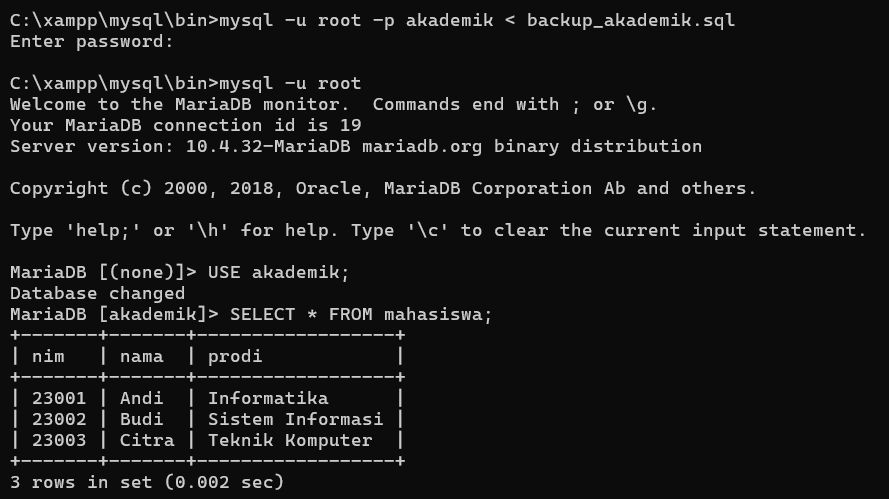 C:\xampp\mysql\bin>mysql -u root -p akademik < backup_akademik.sql
Enter password:
C:\xampp\mysql\bin>mysql -u root
Welcome to the MariaDB monitor.  Commands end with ; or \g.
Your MariaDB connection id is 19
Server version: 10.4.32-MariaDB mariadb.org binary distribution
Copyright (c) 2000, 2018, Oracle, MariaDB Corporation Ab and others.
Type 'help;' or '\h' for help. Type '\c' to clear the current input statement.
MariaDB [(none)]> USE akademik;
Database changed
MariaDB [akademik]> SELECT * FROM mahasiswa;
+-------+-------+------------------+
| nim   | nama  | prodi            |
+-------+-------+------------------+
| 23001 | Andi  | Informatika      |
| 23002 | Budi  | Sistem Informasi |
| 23003 | Citra | Teknik Komputer  |
+-------+-------+------------------+
3 rows in set (0.002 sec)